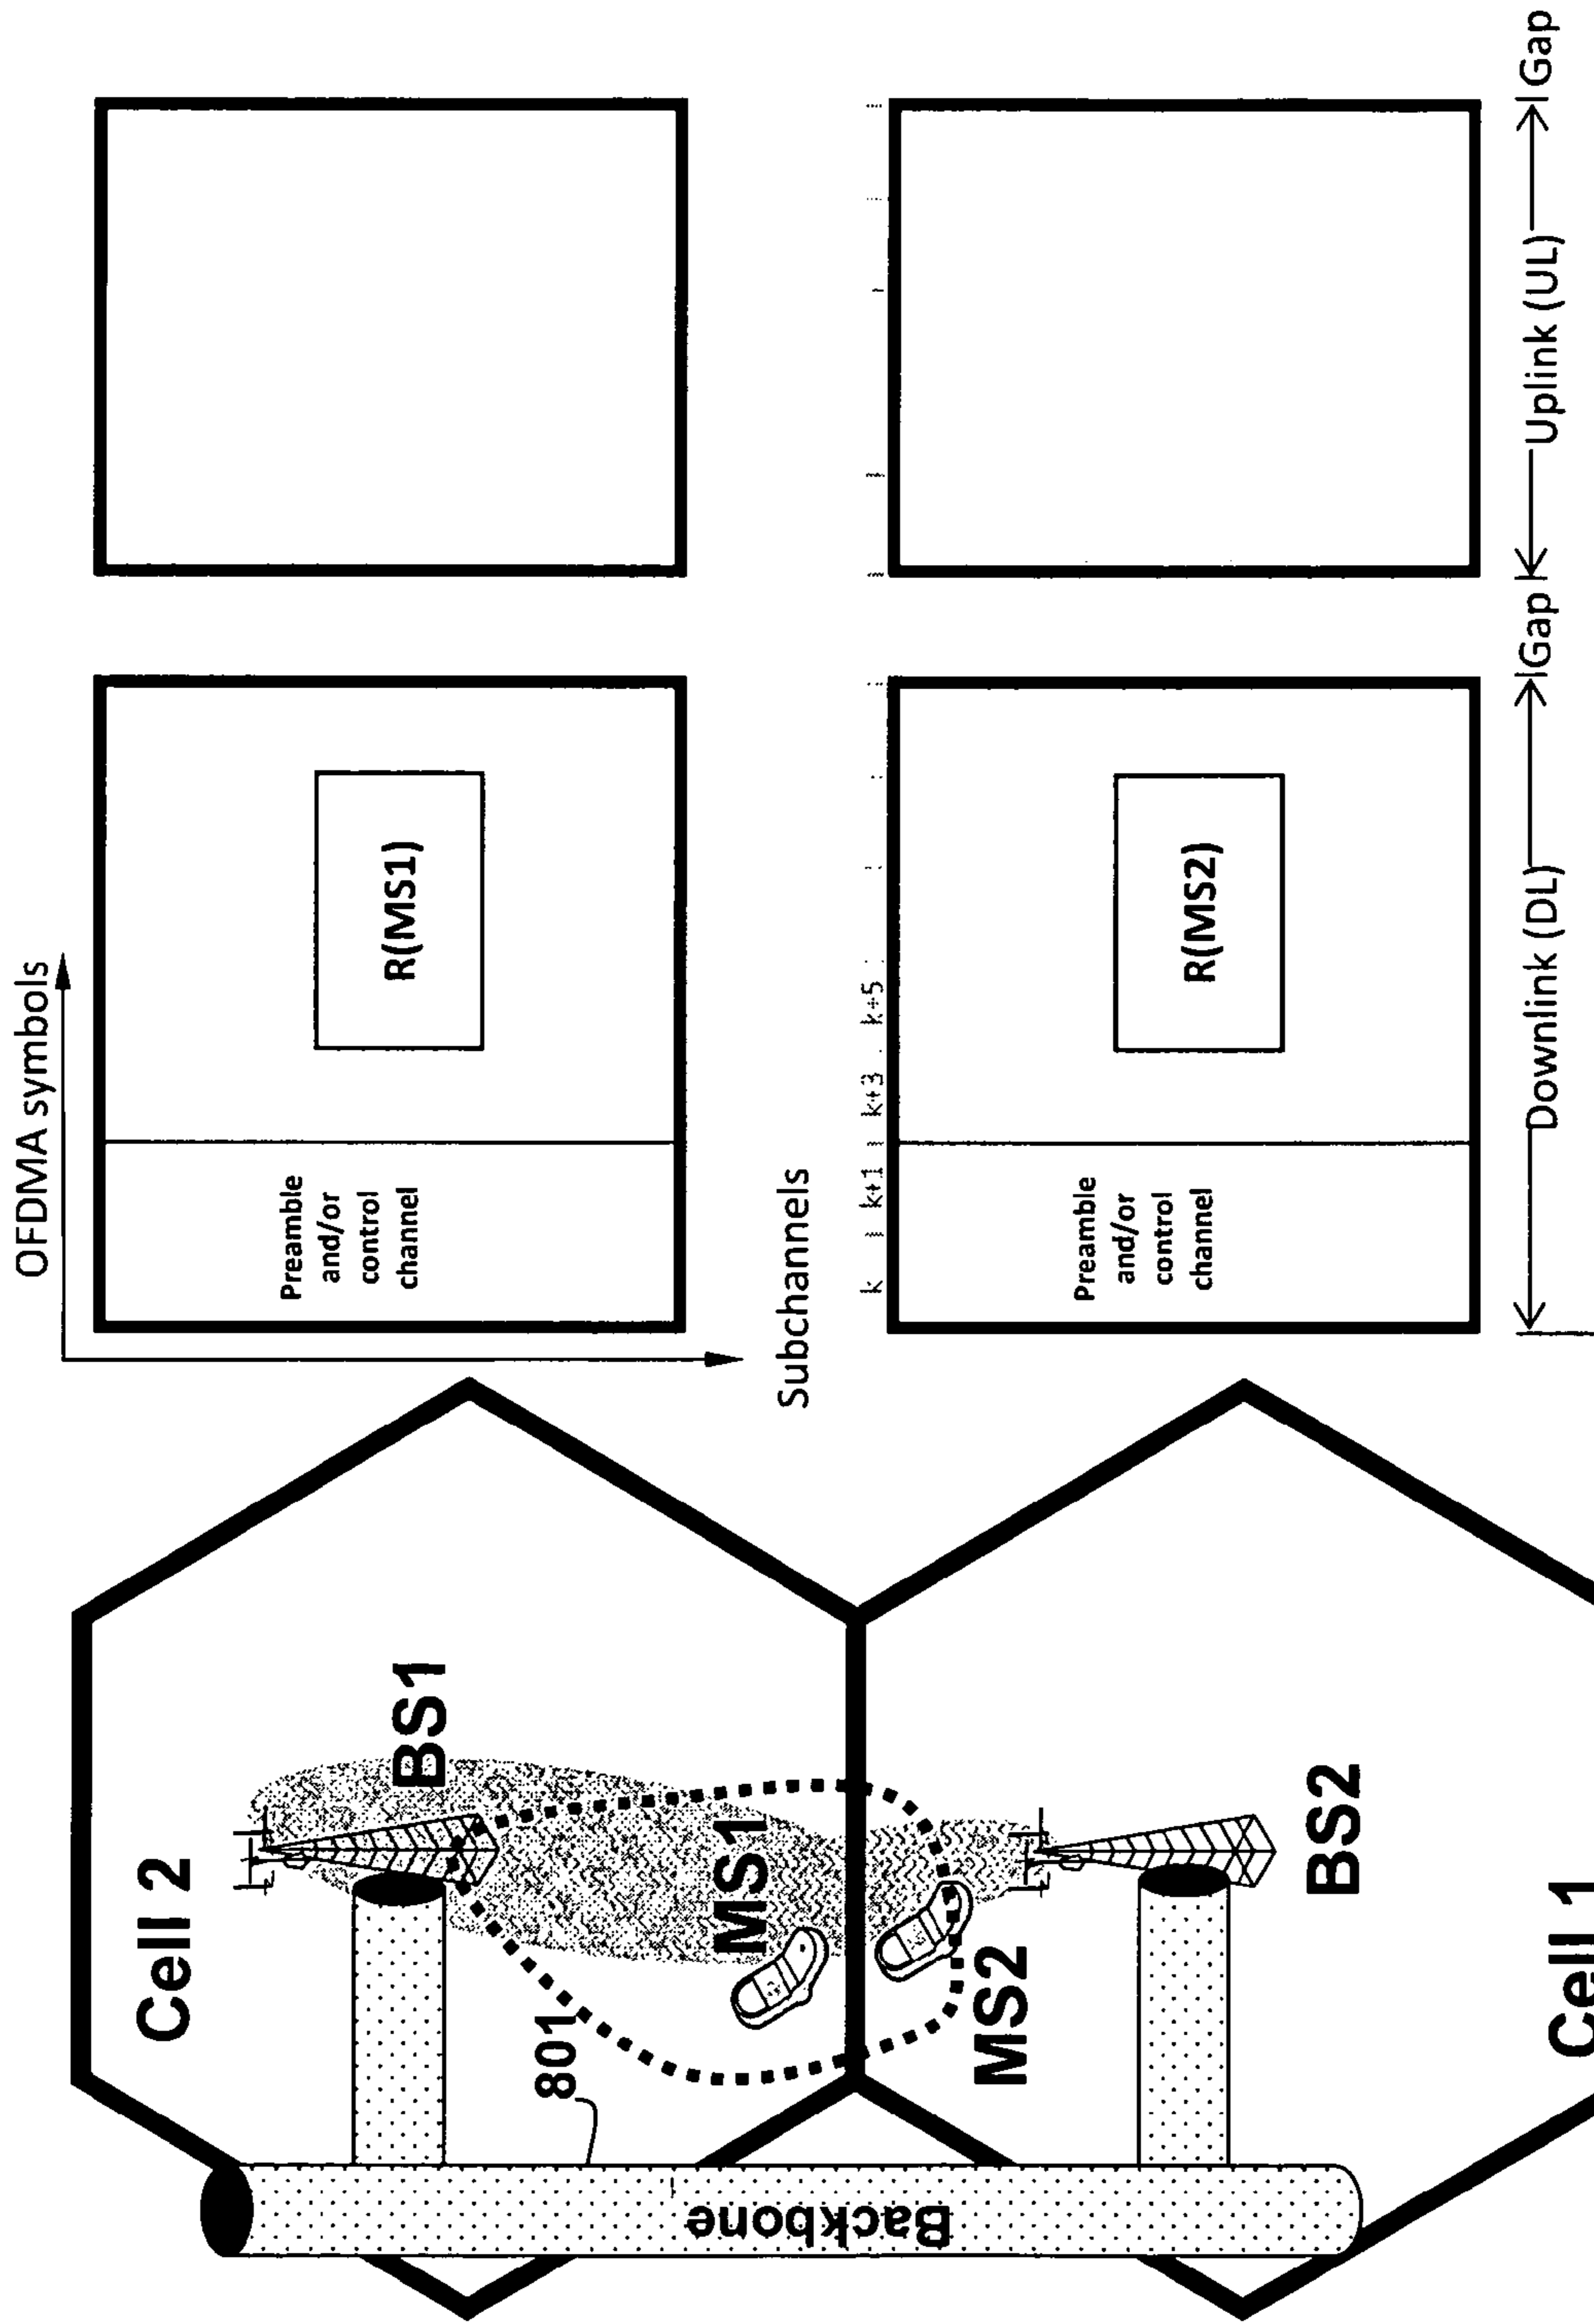 OFDMA symbols
Preamble
and/or
control
channel
R(MS1)
Subchannels
k k+1 k+3 k+5
Preamble
and/or
control
channel
R(MS2)
Downlink (DL)
Gap
Uplink (UL)
Gap
Cell 2
BS1
MS1
801
MS2
BS2
Backbone
Cell 1